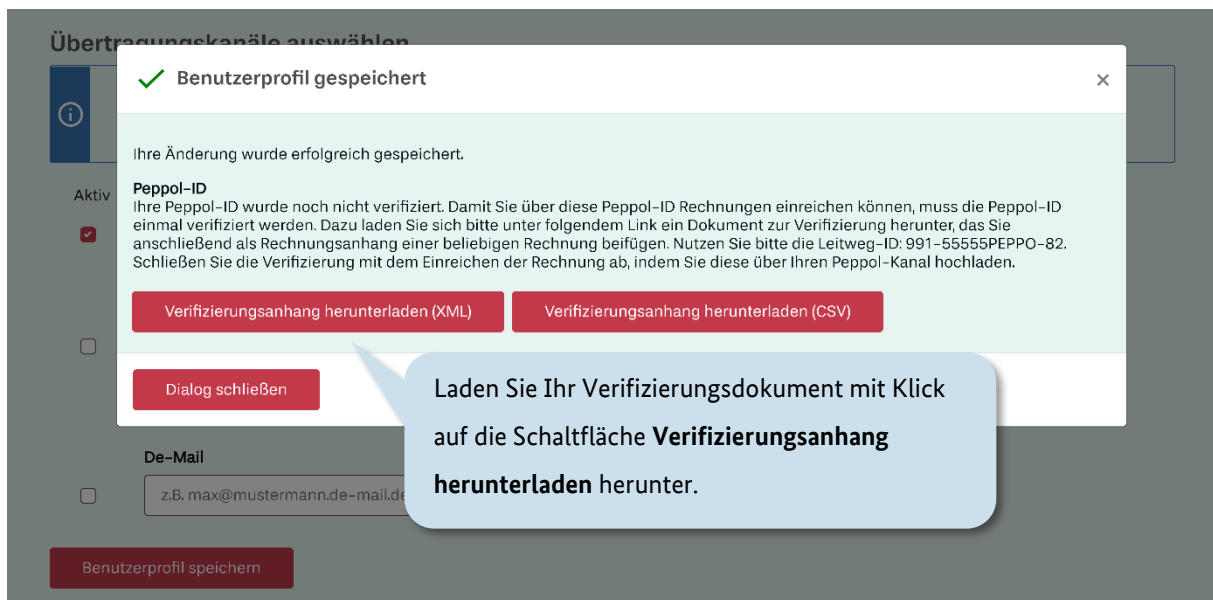 Übertragungskanäle auswählen
Benutzerprofil gespeichert
×
Ihre Änderung wurde erfolgreich gespeichert.
Aktiv
Peppol-ID
Ihre Peppol-ID wurde noch nicht verifiziert. Damit Sie über diese Peppol-ID Rechnungen einreichen können, muss die Peppol-ID
einmal verifiziert werden. Dazu laden Sie sich bitte unter folgendem Link ein Dokument zur Verifizierung herunter, das Sie
anschließend als Rechnungsanhang einer beliebigen Rechnung beifügen. Nutzen Sie bitte die Leitweg-ID: 991-55555PEPPO-82.
Schließen Sie die Verifizierung mit dem Einreichen der Rechnung ab, indem Sie diese über Ihren Peppol-Kanal hochladen.
Verifizierungsanhang herunterladen (XML)
Verifizierungsanhang herunterladen (CSV)
Dialog schließen
Laden Sie Ihr Verifizierungsdokument mit Klick
auf die Schaltfläche Verifizierungsanhang
herunterladen herunter.
De-Mail
z.B. max@mustermann.de-mail.de
Benutzerprofil speichern